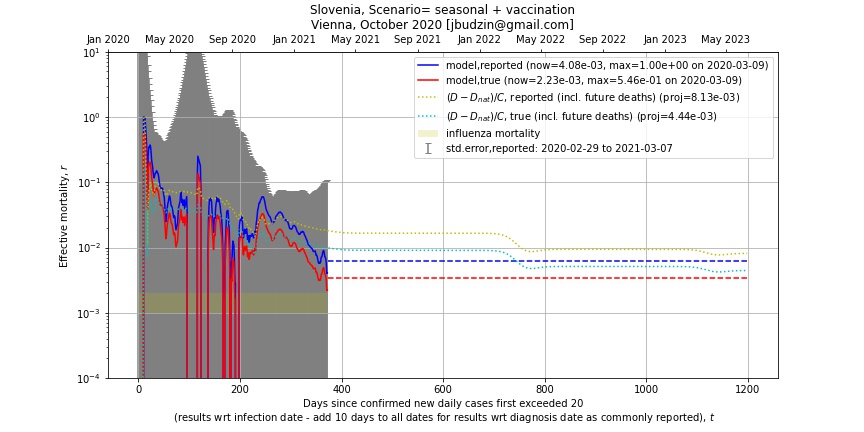 Slovenia, Scenario= seasonal + vaccination
Vienna, October 2020 [jbudzin@gmail.com]
Jan 2020 May 2020 Sep 2020 Jan 2021 May 2021 Sep 2021 Jan 2022 May 2022 Sep 2022 Jan 2023 May 2023
model,reported (now=4.08e-03, max=1.00e+00 on 2020-03-09)
model,true (now=2.23e-03, max=5.46e-01 on 2020-03-09)
(D − D_nat)/C, reported (incl. future deaths) (proj=8.13e-03)
(D − D_nat)/C, true (incl. future deaths) (proj=4.44e-03)
influenza mortality
std.error,reported: 2020-02-29 to 2021-03-07
Effective mortality, r
10^1
10^0
10^−1
10^−2
10^−3
10^−4
0 200 400 600 800 1000 1200
Days since confirmed new daily cases first exceeded 20
(results wrt infection date - add 10 days to all dates for results wrt diagnosis date as commonly reported), t